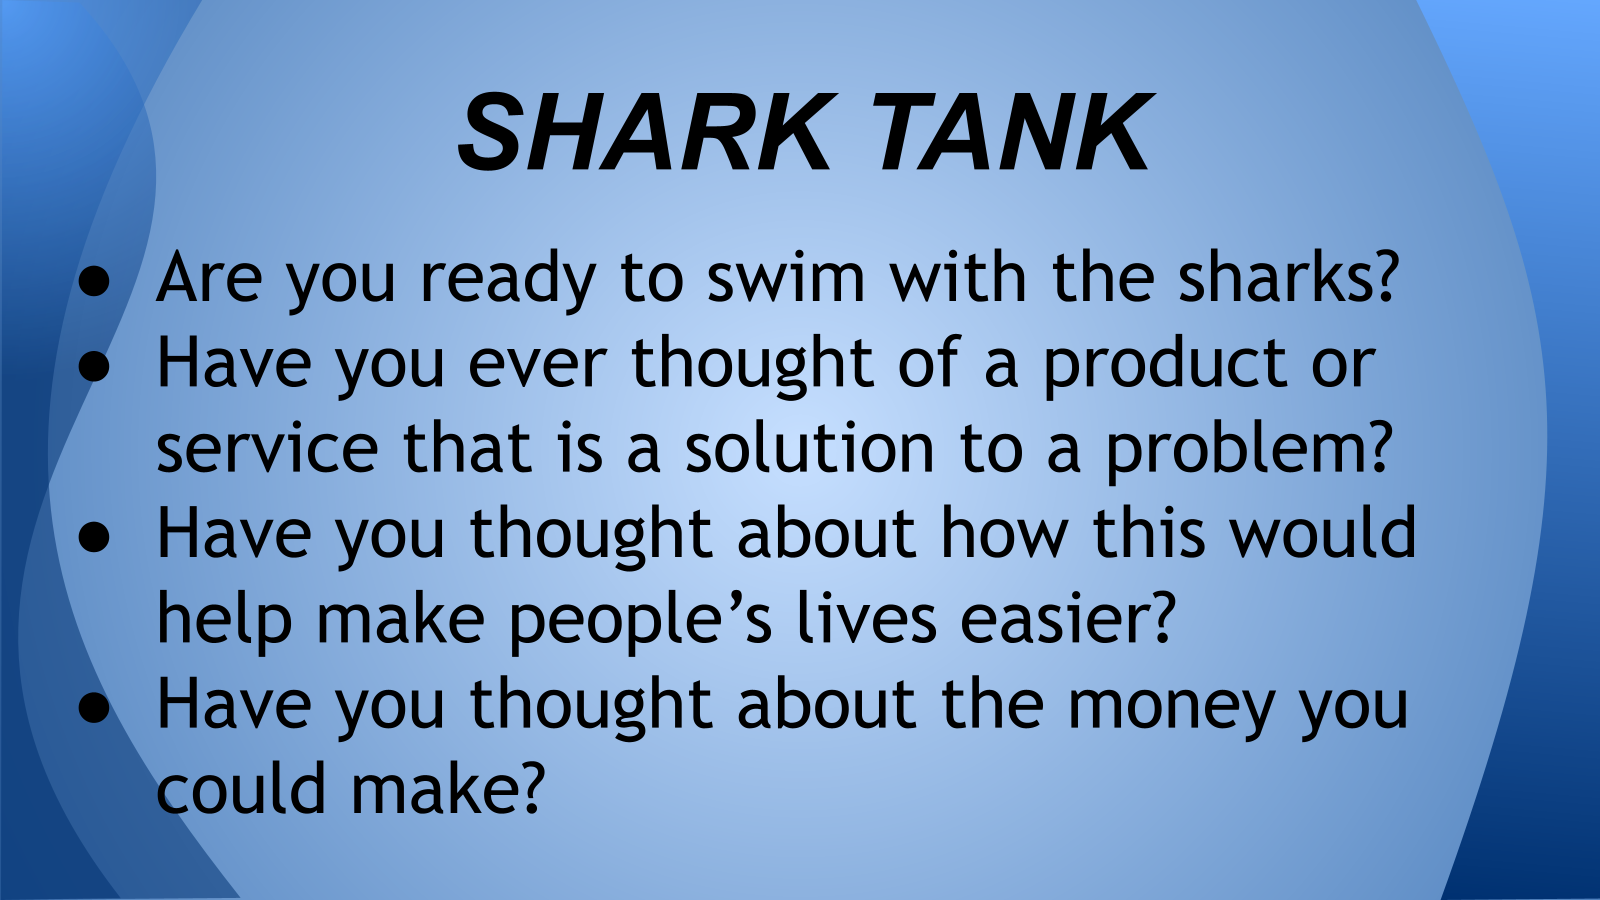 SHARK TANK
● Are you ready to swim with the sharks?
● Have you ever thought of a product or
service that is a solution to a problem?
● Have you thought about how this would
help make people’s lives easier?
● Have you thought about the money you
could make?